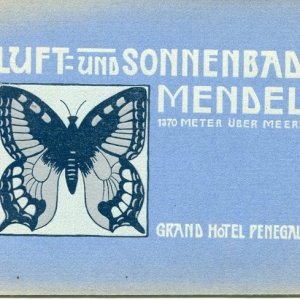 LUFT- UND SONNENBAD
MENDEL
1370 METER ÜBER MEER
GRAND HOTEL PENEGAL